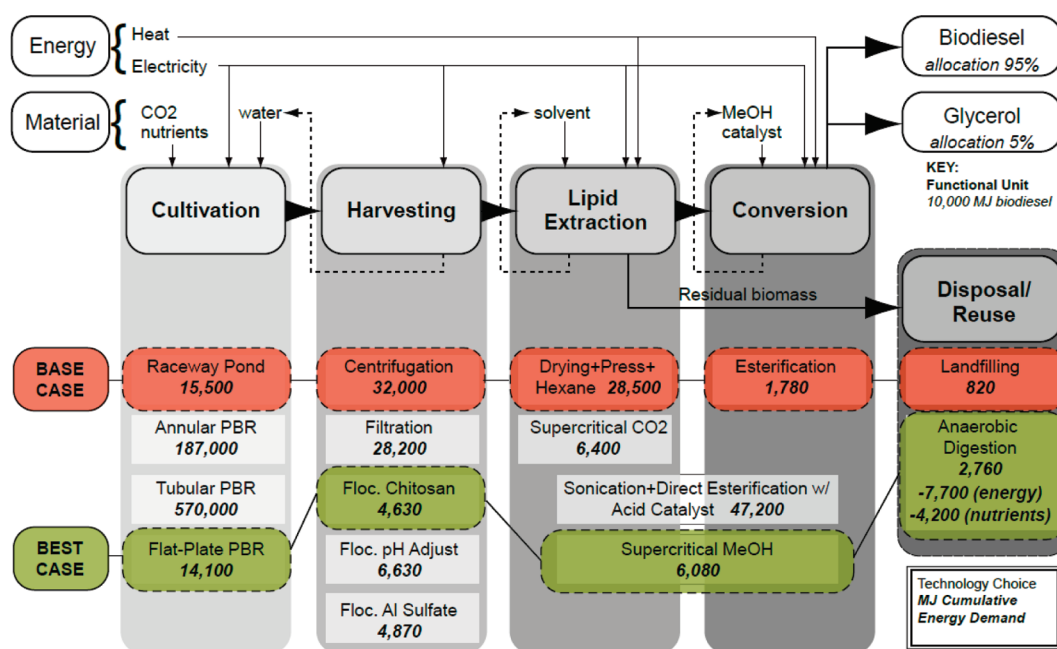 Energy
Heat
Electricity
Material
CO2
nutrients
water
solvent
MeOH
catalyst
Biodiesel
allocation 95%
Glycerol
allocation 5%
KEY:
Functional Unit
10,000 MJ biodiesel
Cultivation
Harvesting
Lipid
Extraction
Conversion
Residual biomass
Disposal/
Reuse
BASE
CASE
Raceway Pond
15,500
Centrifugation
32,000
Drying+Press+
Hexane 28,500
Esterification
1,780
Landfilling
820
Annular PBR
187,000
Filtration
28,200
Supercritical CO2
6,400
Anaerobic
Digestion
2,760
-7,700 (energy)
-4,200 (nutrients)
Tubular PBR
570,000
Floc. Chitosan
4,630
Sonication+Direct Esterification w/
Acid Catalyst 47,200
BEST
CASE
Flat-Plate PBR
14,100
Floc. pH Adjust
6,630
Supercritical MeOH
6,080
Floc. Al Sulfate
4,870
Technology Choice
MJ Cumulative
Energy Demand